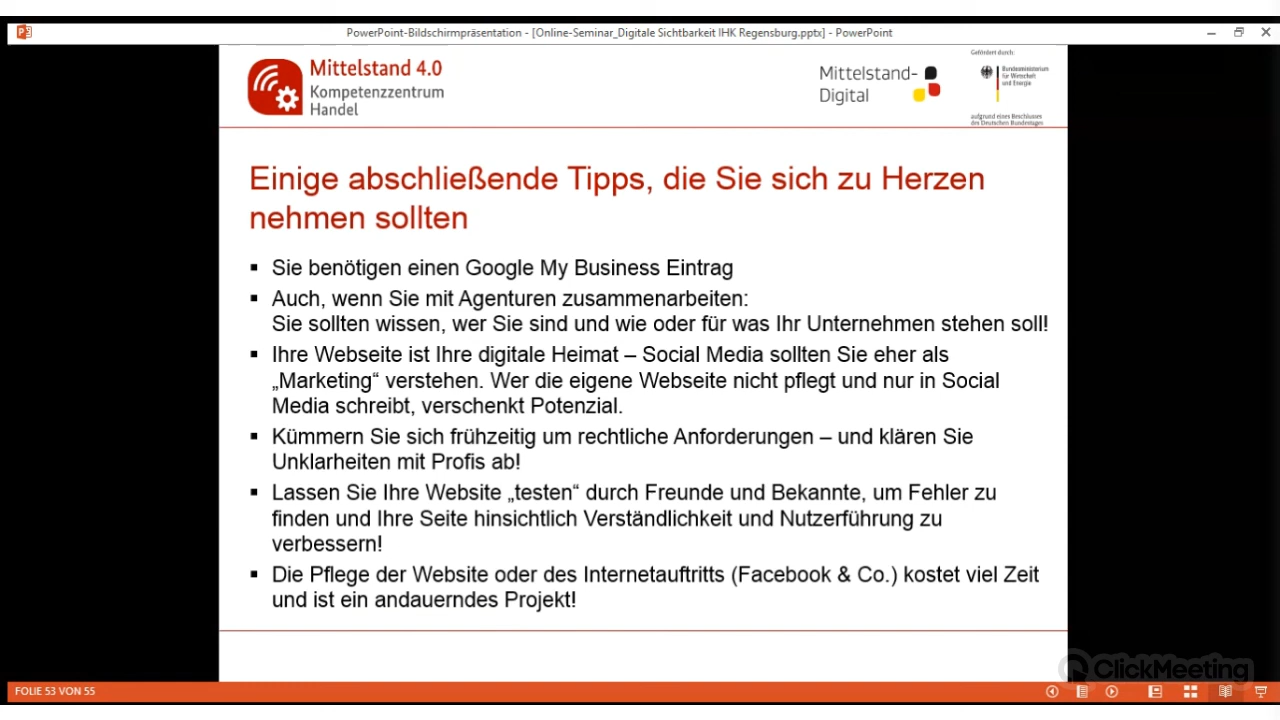 PowerPoint-Bildschirmpräsentation - [Online-Seminar_Digitale Sichtbarkeit IHK Regensburg.pptx] - PowerPoint
Mittelstand 4.0
Kompetenzzentrum
Handel
Mittelstand-
Digital
Gefördert durch:
Bundesministerium
für Wirtschaft
und Energie
aufgrund eines Beschlusses
des Deutschen Bundestages
Einige abschließende Tipps, die Sie sich zu Herzen
nehmen sollten
▪ Sie benötigen einen Google My Business Eintrag
▪ Auch, wenn Sie mit Agenturen zusammenarbeiten:
Sie sollten wissen, wer Sie sind und wie oder für was Ihr Unternehmen stehen soll!
▪ Ihre Webseite ist Ihre digitale Heimat – Social Media sollten Sie eher als
„Marketing“ verstehen. Wer die eigene Webseite nicht pflegt und nur in Social
Media schreibt, verschenkt Potenzial.
▪ Kümmern Sie sich frühzeitig um rechtliche Anforderungen – und klären Sie
Unklarheiten mit Profis ab!
▪ Lassen Sie Ihre Website „testen“ durch Freunde und Bekannte, um Fehler zu
finden und Ihre Seite hinsichtlich Verständlichkeit und Nutzerführung zu
verbessern!
▪ Die Pflege der Website oder des Internetauftritts (Facebook & Co.) kostet viel Zeit
und ist ein andauerndes Projekt!
ClickMeeting
FOLIE 53 VON 55